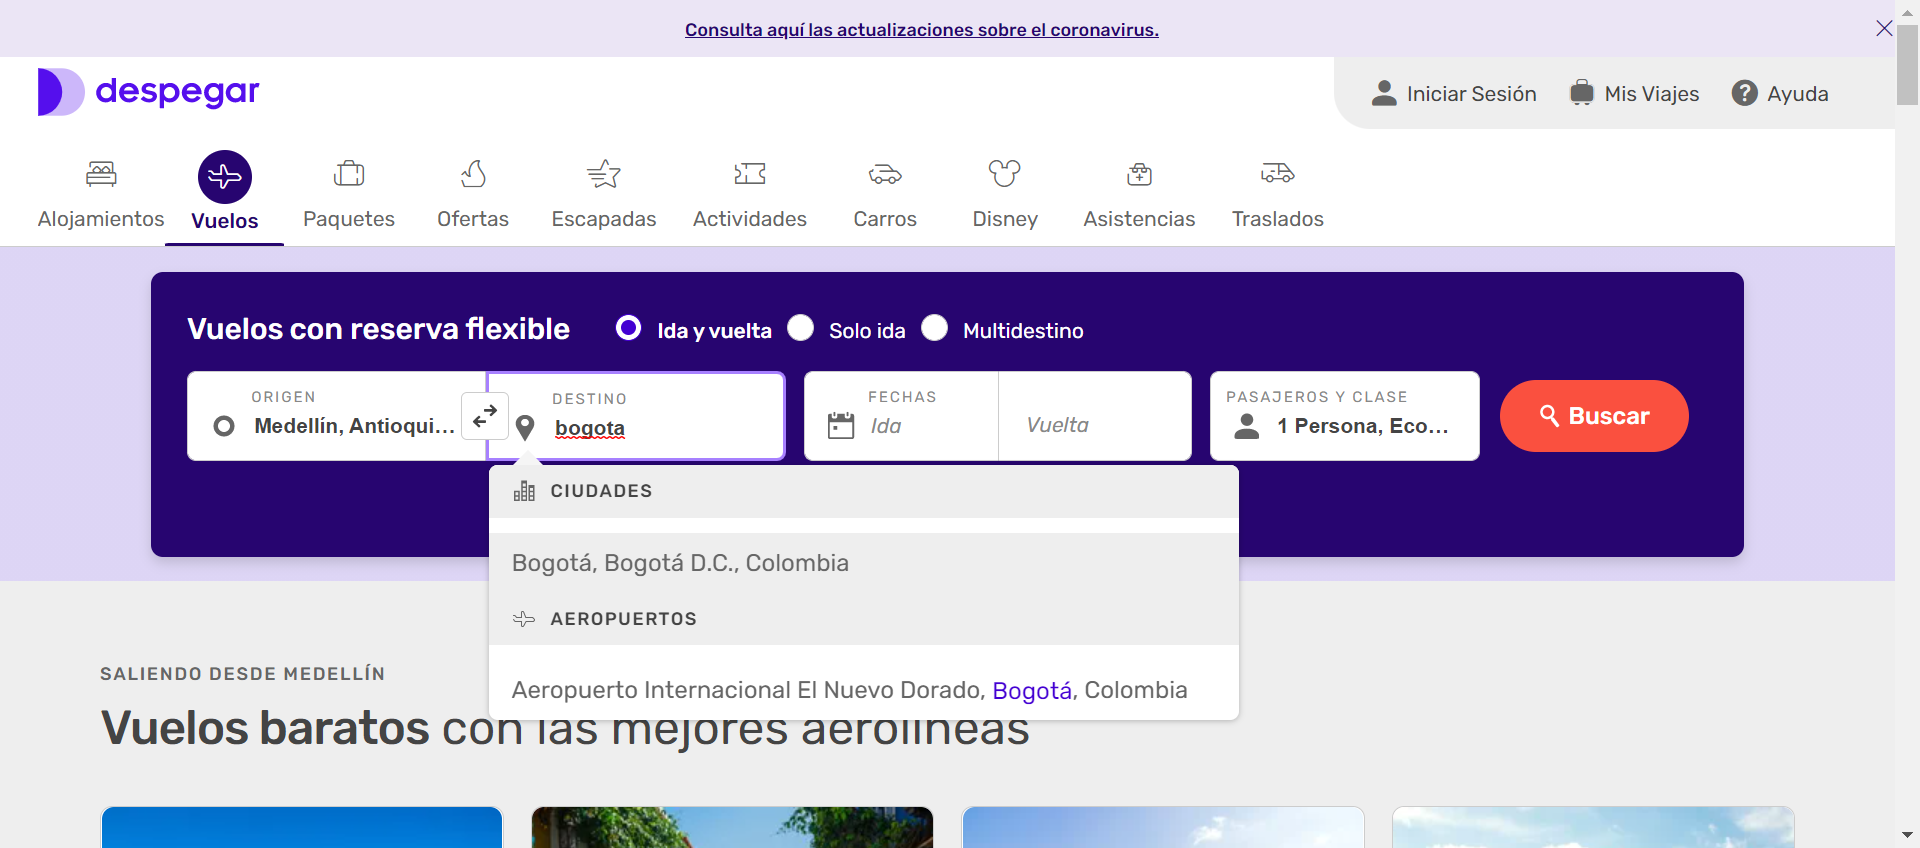 Consulta aquí las actualizaciones sobre el coronavirus.
despegar
Iniciar Sesión
Mis Viajes
Ayuda
Alojamientos
Vuelos
Paquetes
Ofertas
Escapadas
Actividades
Carros
Disney
Asistencias
Traslados
Vuelos con reserva flexible
Ida y vuelta
Solo ida
Multidestino
ORIGEN
Medellín, Antioqui...
DESTINO
bogota
FECHAS
Ida
Vuelta
PASAJEROS Y CLASE
1 Persona, Eco...
Buscar
CIUDADES
Bogotá, Bogotá D.C., Colombia
AEROPUERTOS
Aeropuerto Internacional El Nuevo Dorado, Bogotá, Colombia
SALIENDO DESDE MEDELLÍN
Vuelos baratos con las mejores aerolíneas